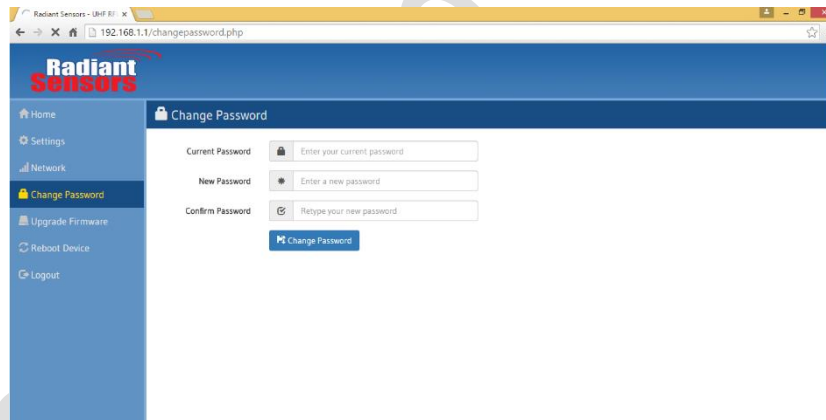 Radiant Sensors - UHF RF
192.168.1.1/changepassword.php
Radiant
Sensors
Home
Change Password
Settings
Network
Change Password
Upgrade Firmware
Reboot Device
Logout
Current Password
Enter your current password
New Password
Enter a new password
Confirm Password
Retype your new password
Change Password